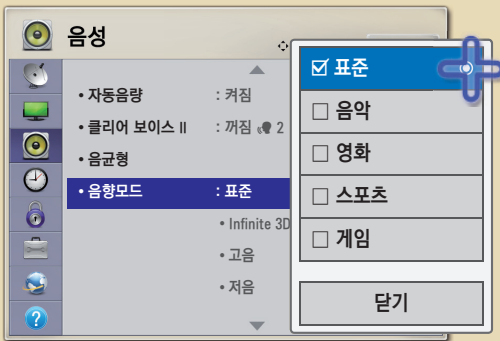 음성
• 자동음량 : 켜짐
• 클리어 보이스 II : 꺼짐 2
• 음균형
• 음향모드 : 표준
• Infinite 3D
• 고음
• 저음
?
☑ 표준
□ 음악
□ 영화
□ 스포츠
□ 게임
닫기